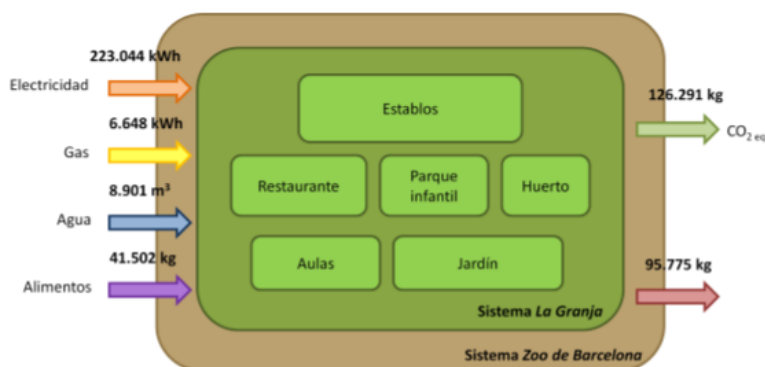 223.044 kWh
Electricidad
6.648 kWh
Gas
8.901 m³
Agua
41.502 kg
Alimentos
Establos
Restaurante
Parque
infantil
Huerto
Aulas
Jardín
Sistema La Granja
Sistema Zoo de Barcelona
126.291 kg
CO₂ eq
95.775 kg